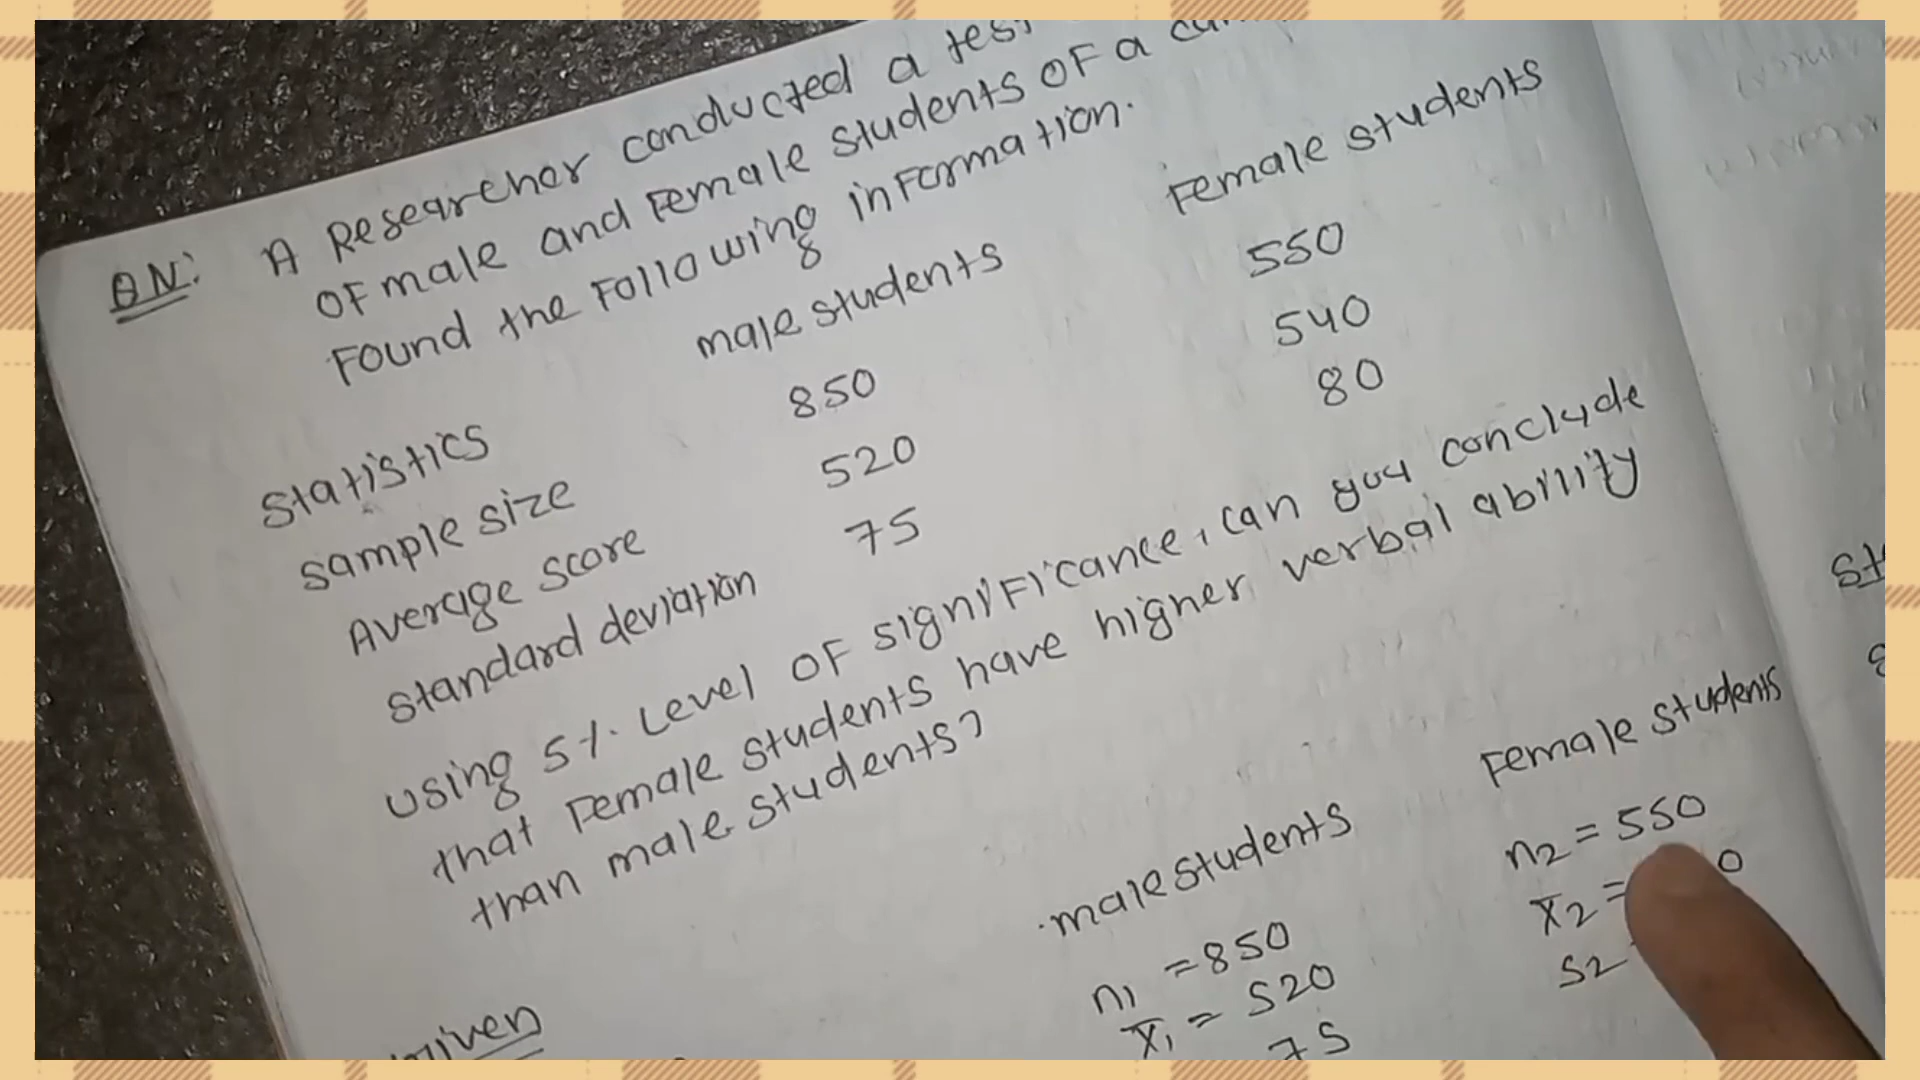 QN: A Researcher conducted a
of male and Female students of a
Found the Following information.
Statistics male students Female students
sample size 850 550
Average score 520 540
standard deviation 75 80
using 5%. Level of significance, can you conclude
that Female students have higher verbal ability
than male students?
male students Female students
n1 = 850 n2 = 550
X̅1 = 520 X̅2 =
75 S2